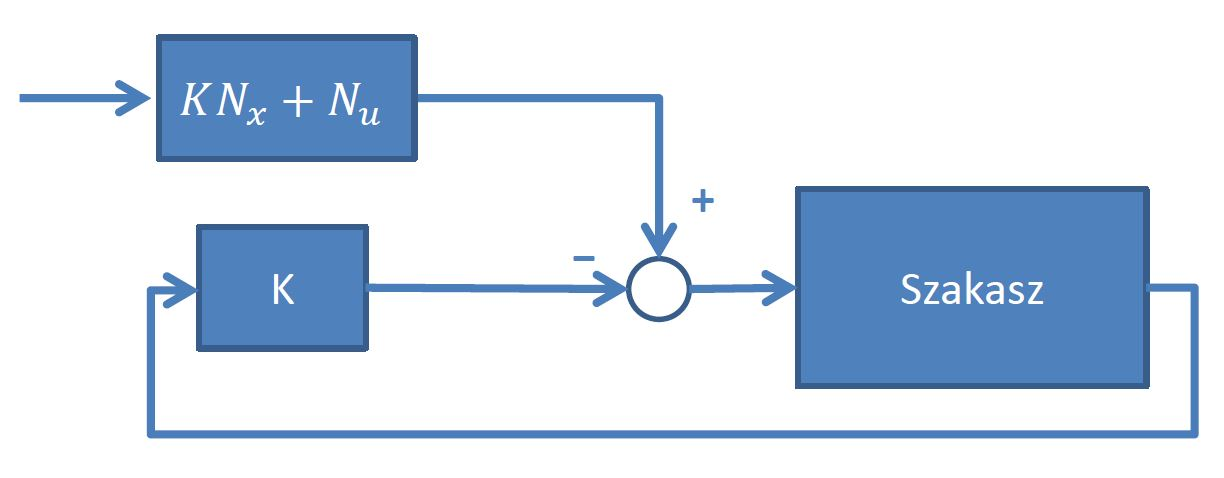 KNₓ + Nᵤ
+
−
K
Szakasz